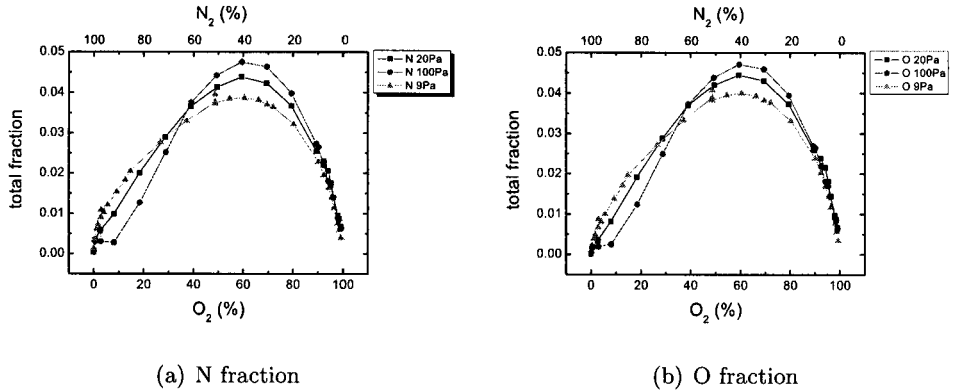 N₂ (%)
100 80 60 40 20 0
0.05
0.04
0.03
0.02
0.01
0.00
total fraction
0 20 40 60 80 100
O₂ (%)
N 20Pa
N 100Pa
N 9Pa
(a) N fraction
N₂ (%)
100 80 60 40 20 0
0.05
0.04
0.03
0.02
0.01
0.00
total fraction
0 20 40 60 80 100
O₂ (%)
O 20Pa
O 100Pa
O 9Pa
(b) O fraction